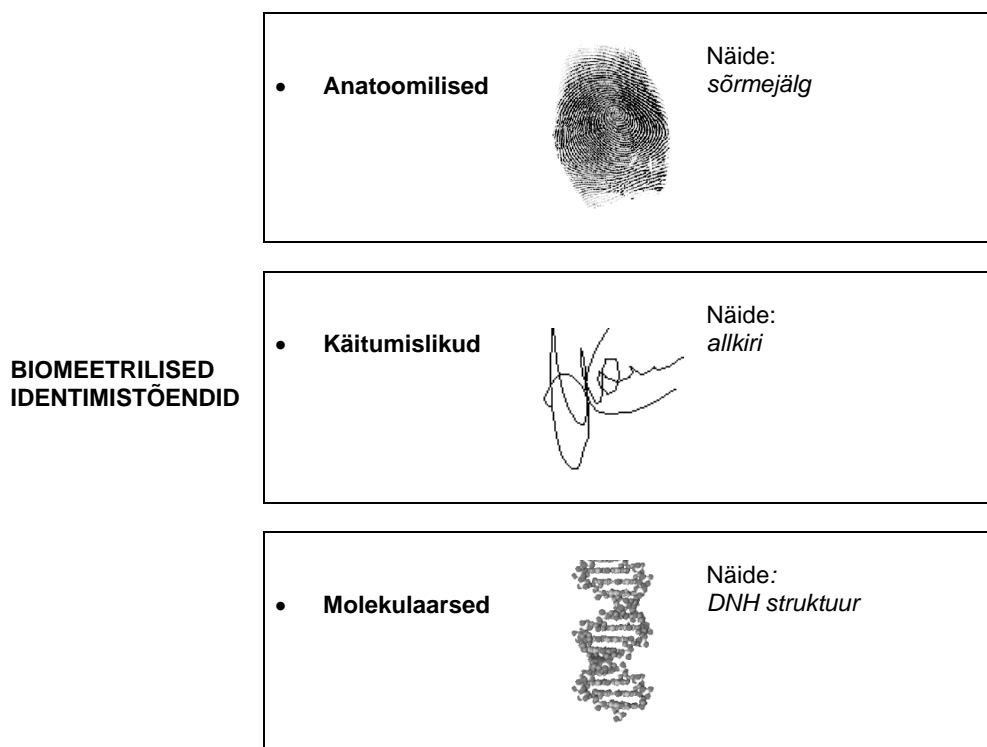 • Anatoomilised
Näide:
sõrmejälg
BIOMEETRILISED
IDENTIMISTÕENDID
• Käitumislikud
Näide:
allkiri
• Molekulaarsed
Näide:
DNH struktuur